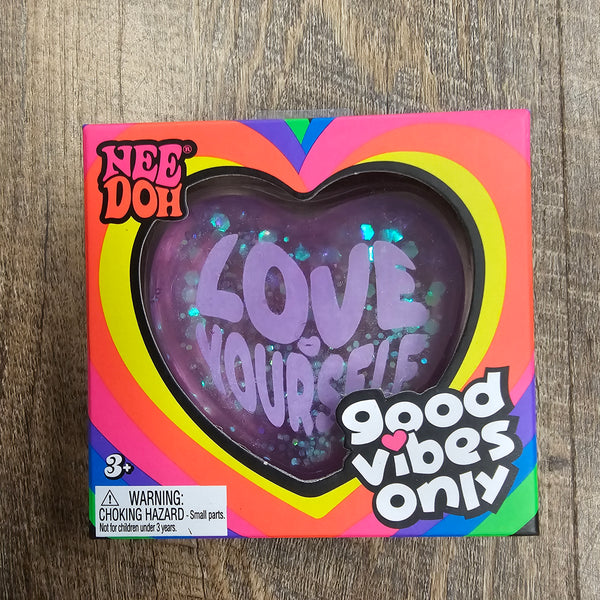 NEE®
DOH
LOVE
YOURSELF
good
vibes
only
3+
WARNING:
CHOKING HAZARD - Small parts.
Not for children under 3 years.